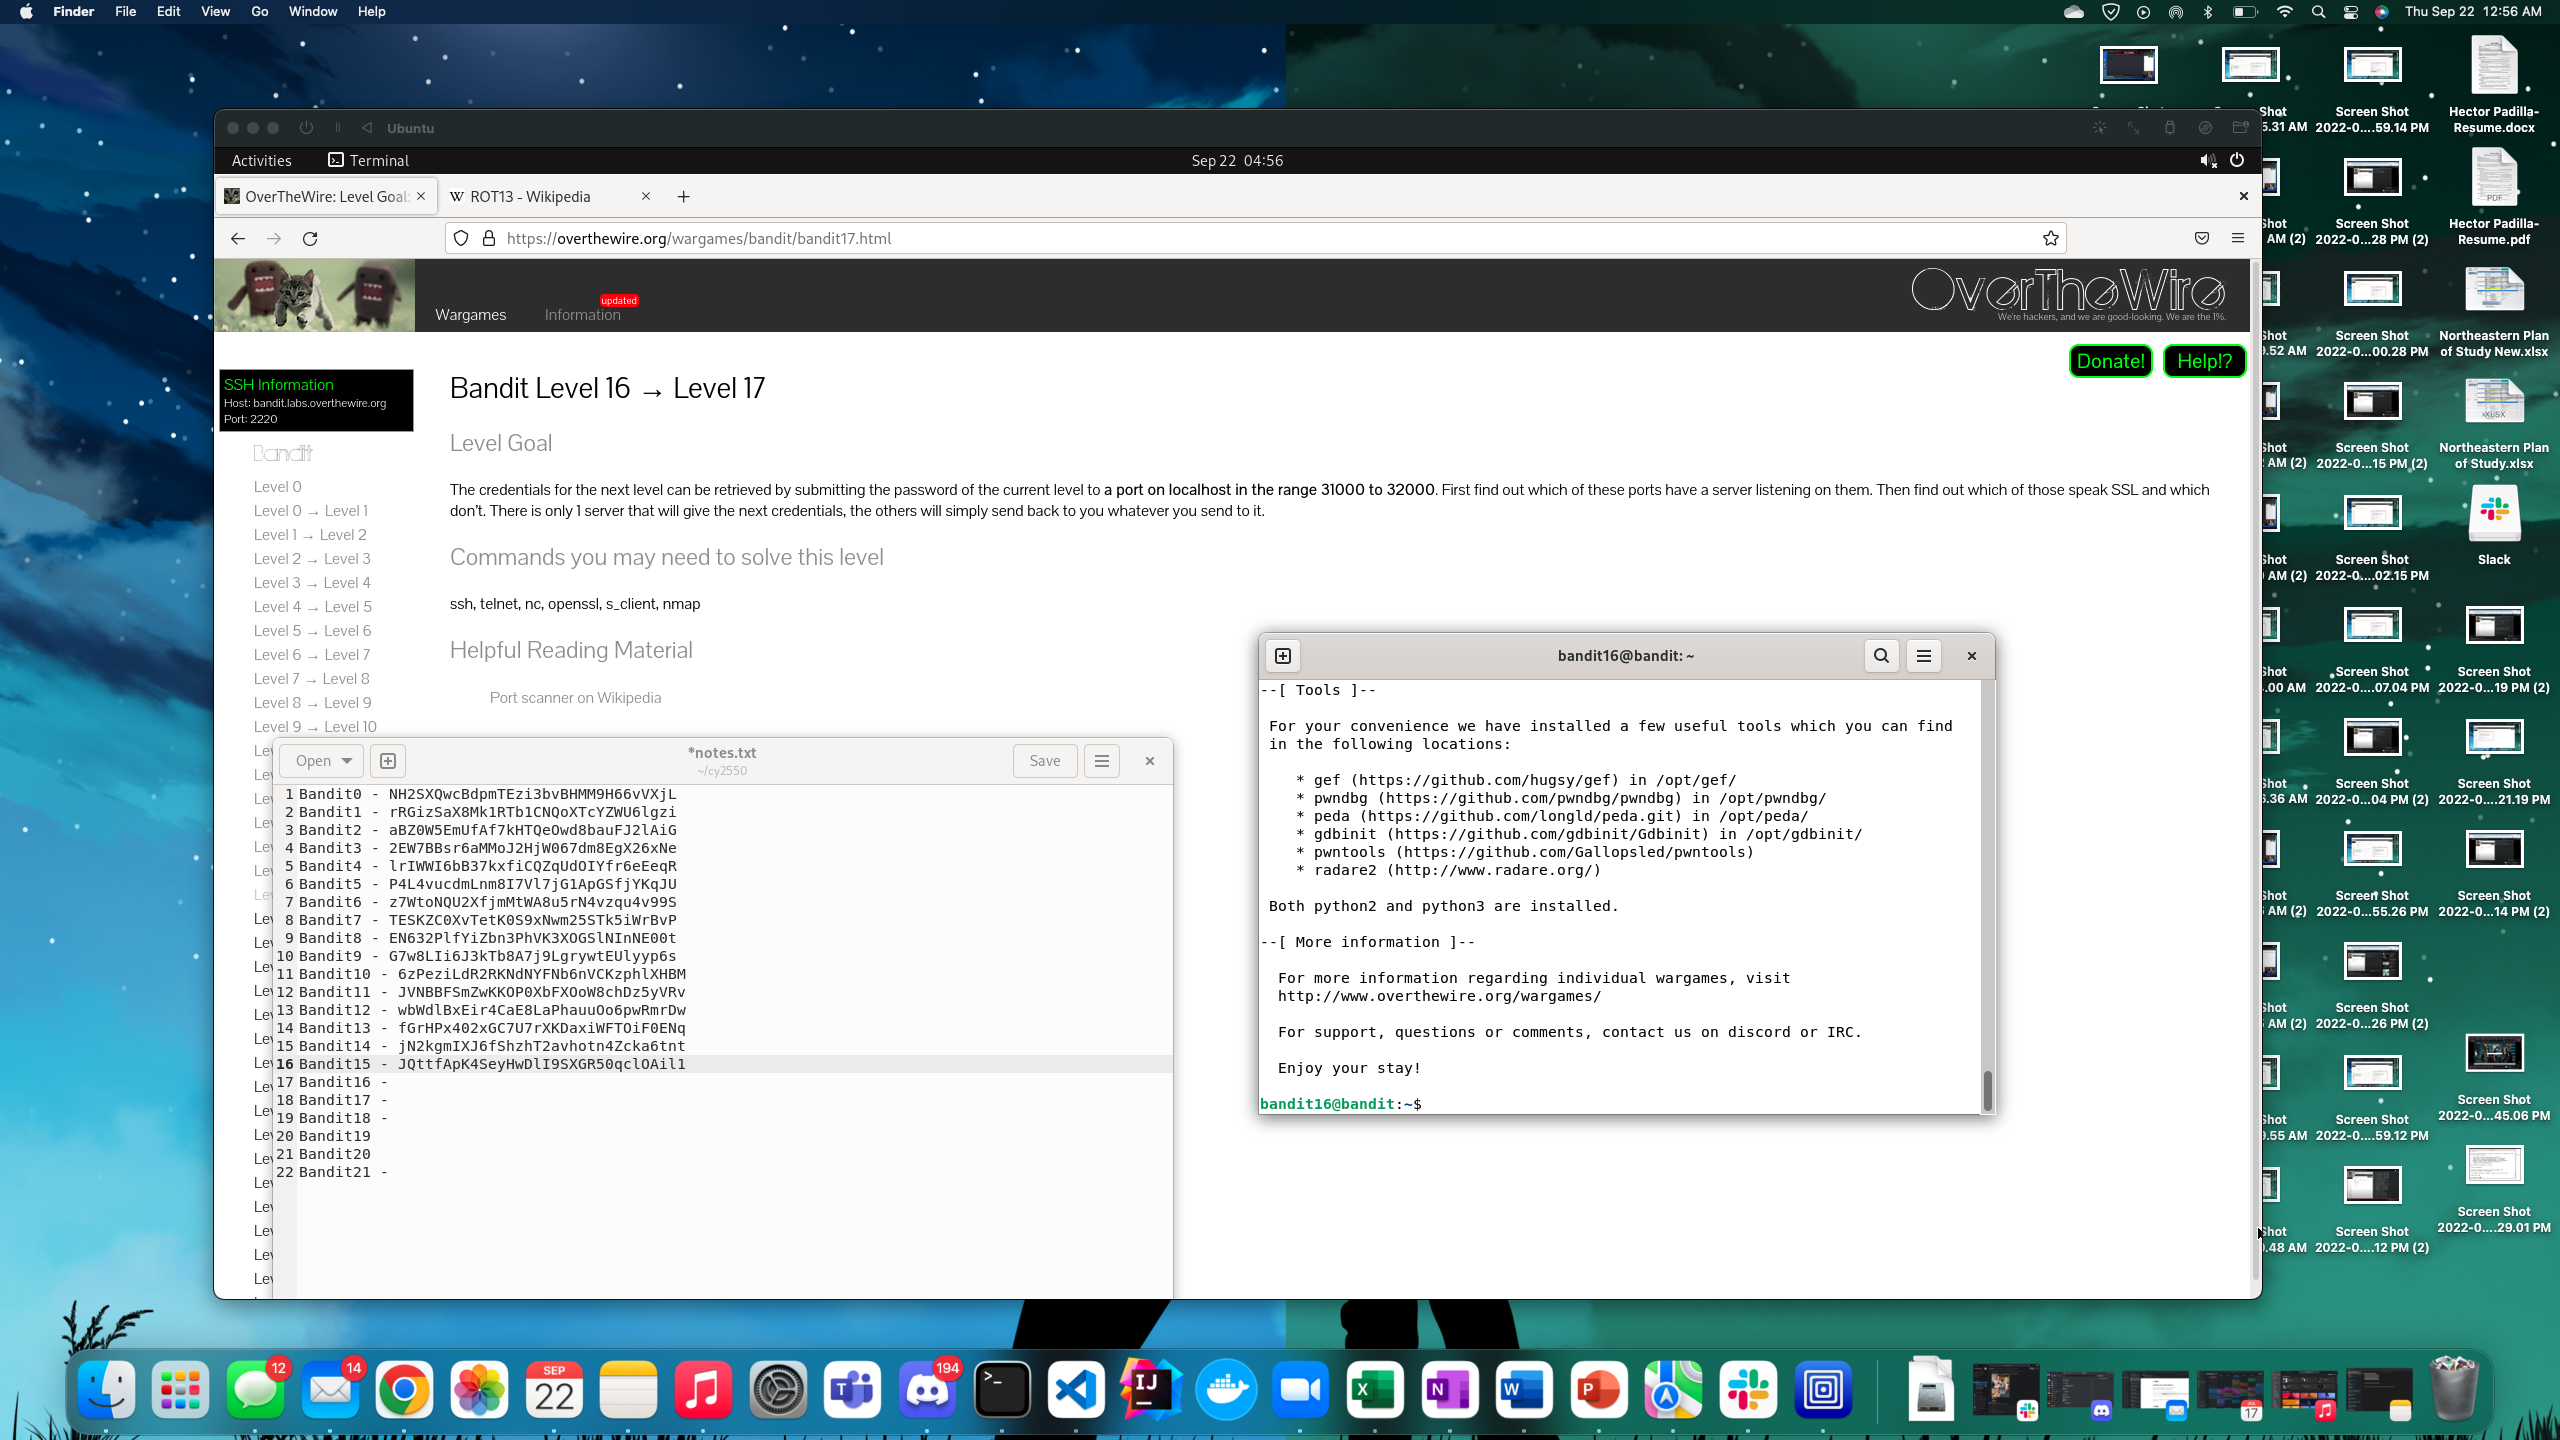 Finder File Edit View Go Window Help
Thu Sep 22 12:56 AM
Ubuntu
Activities Terminal
Sep 22 04:56
OverTheWire: Level Goal:
ROT13 - Wikipedia
https://overthewire.org/wargames/bandit/bandit17.html
Wargames
Information
updated
OverTheWire
We're hackers, and we are good-looking. We are the 1%.
Donate! Help!?
SSH Information
Host: bandit.labs.overthewire.org
Port: 2220
Bandit
Level 0
Level 0 → Level 1
Level 1 → Level 2
Level 2 → Level 3
Level 3 → Level 4
Level 4 → Level 5
Level 5 → Level 6
Level 6 → Level 7
Level 7 → Level 8
Level 8 → Level 9
Level 9 → Level 10
Bandit Level 16 → Level 17
Level Goal
The credentials for the next level can be retrieved by submitting the password of the current level to a port on localhost in the range 31000 to 32000. First find out which of these ports have a server listening on them. Then find out which of those speak SSL and which
don't. There is only 1 server that will give the next credentials, the others will simply send back to you whatever you send to it.
Commands you may need to solve this level
ssh, telnet, nc, openssl, s_client, nmap
Helpful Reading Material
Port scanner on Wikipedia
Open
*notes.txt
~/cy2550
Save
1 Bandit0 - NH2SXQwcBdpmTEzi3bvBHMM9H66vVXjL
2 Bandit1 - rRGizSaX8Mk1RTb1CNQoXTcYZWU6lgzi
3 Bandit2 - aBZ0W5EmUfAf7kHTQeOwd8bauFJ2lAiG
4 Bandit3 - 2EW7BBsr6aMMoJ2HjW067dm8EgX26xNe
5 Bandit4 - lrIWWI6bB37kxfiCQZqUdOIYfr6eEeqR
6 Bandit5 - P4L4vucdmLnm8I7Vl7jG1ApGSfjYKqJU
7 Bandit6 - z7WtoNQU2XfjmMtWA8u5rN4vzqu4v99S
8 Bandit7 - TESKZC0XvTetK0S9xNwm25STk5iWrBvP
9 Bandit8 - EN632PlfYiZbn3PhVK3XOGSlNInNE00t
10 Bandit9 - G7w8LIi6J3kTb8A7j9LgrywtEUlyyp6s
11 Bandit10 - 6zPeziLdR2RKNdNYFNb6nVCKzphlXHBM
12 Bandit11 - JVNBBFSmZwKKOP0XbFXOoW8chDz5yVRv
13 Bandit12 - wbWdlBxEir4CaE8LaPhauuOo6pwRmrDw
14 Bandit13 - fGrHPx402xGC7U7rXKDaxiWFTOiF0ENq
15 Bandit14 - jN2kgmIXJ6fShzhT2avhotn4Zcka6tnt
16 Bandit15 - JQttfApK4SeyHwDlI9SXGR50qclOAil1
17 Bandit16 -
18 Bandit17 -
19 Bandit18 -
20 Bandit19
21 Bandit20
22 Bandit21 -
bandit16@bandit: ~
--[ Tools ]--
For your convenience we have installed a few useful tools which you can find
in the following locations:
* gef (https://github.com/hugsy/gef) in /opt/gef/
* pwndbg (https://github.com/pwndbg/pwndbg) in /opt/pwndbg/
* peda (https://github.com/longld/peda.git) in /opt/peda/
* gdbinit (https://github.com/gdbinit/Gdbinit) in /opt/gdbinit/
* pwntools (https://github.com/Gallopsled/pwntools)
* radare2 (http://www.radare.org/)
Both python2 and python3 are installed.
--[ More information ]--
For more information regarding individual wargames, visit
http://www.overthewire.org/wargames/
For support, questions or comments, contact us on discord or IRC.
Enjoy your stay!
bandit16@bandit:~$
Screen Shot
2022-0....59.14 PM
Hector Padilla-
Resume.docx
Screen Shot
2022-0...28 PM (2)
Hector Padilla-
Resume.pdf
Screen Shot
2022-0...00.28 PM
Northeastern Plan
of Study New.xlsx
Screen Shot
2022-0...15 PM (2)
Northeastern Plan
of Study.xlsx
Screen Shot
2022-0....02.15 PM
Slack
Screen Shot
2022-0....07.04 PM
Screen Shot
2022-0...19 PM (2)
Screen Shot
2022-0...04 PM (2)
Screen Shot
2022-0....21.19 PM
Screen Shot
2022-0...55.26 PM
Screen Shot
2022-0...14 PM (2)
Screen Shot
2022-0...26 PM (2)
Screen Shot
2022-0....59.12 PM
Screen Shot
2022-0...45.06 PM
Screen Shot
2022-0....12 PM (2)
Screen Shot
2022-0....29.01 PM
12
14
SEP
22
194
17